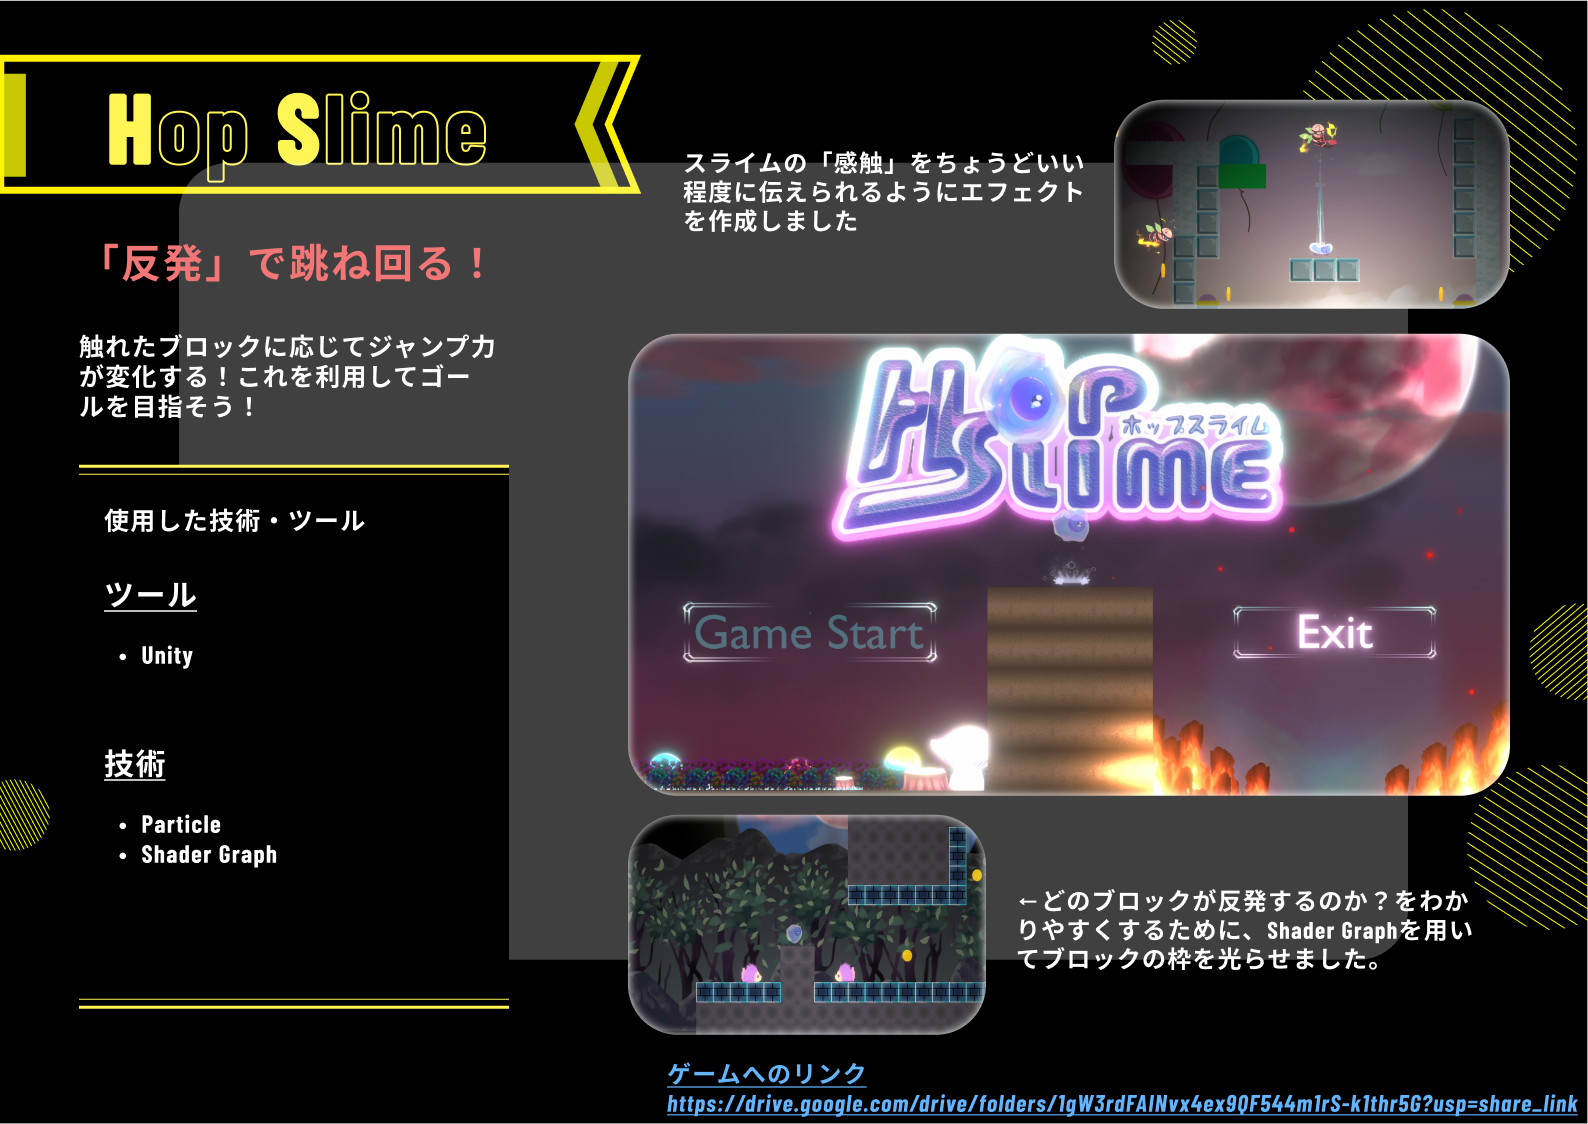 Hop Slime
「反発」で跳ね回る！
触れたブロックに応じてジャンプ力
が変化する！これを利用してゴー
ルを目指そう！
使用した技術・ツール
ツール
• Unity
技術
• Particle
• Shader Graph
スライムの「感触」をちょうどいい
程度に伝えられるようにエフェクト
を作成しました
HOP
ホップスライム
SLIME
Game Start
Exit
←どのブロックが反発するのか？をわか
りやすくするために、Shader Graphを用い
てブロックの枠を光らせました。
ゲームへのリンク
https://drive.google.com/drive/folders/1gW3rdFAINvx4ex9QF544m1rS-k1thr5G?usp=share_link